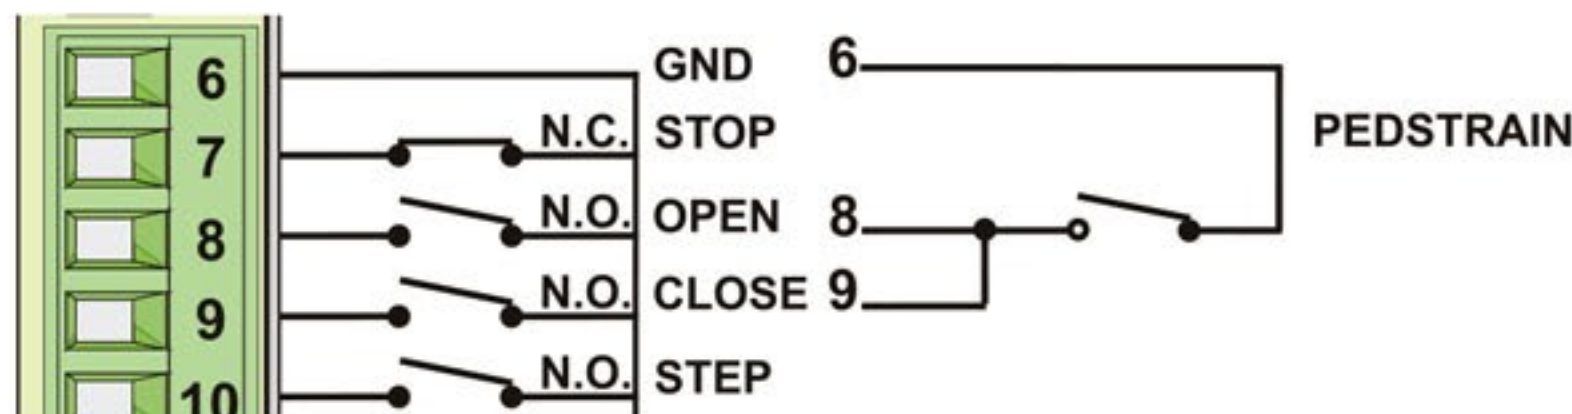 6 GND 6
7 N.C. STOP PEDSTRAIN
8 N.O. OPEN 8
9 N.O. CLOSE 9
10 N.O. STEP